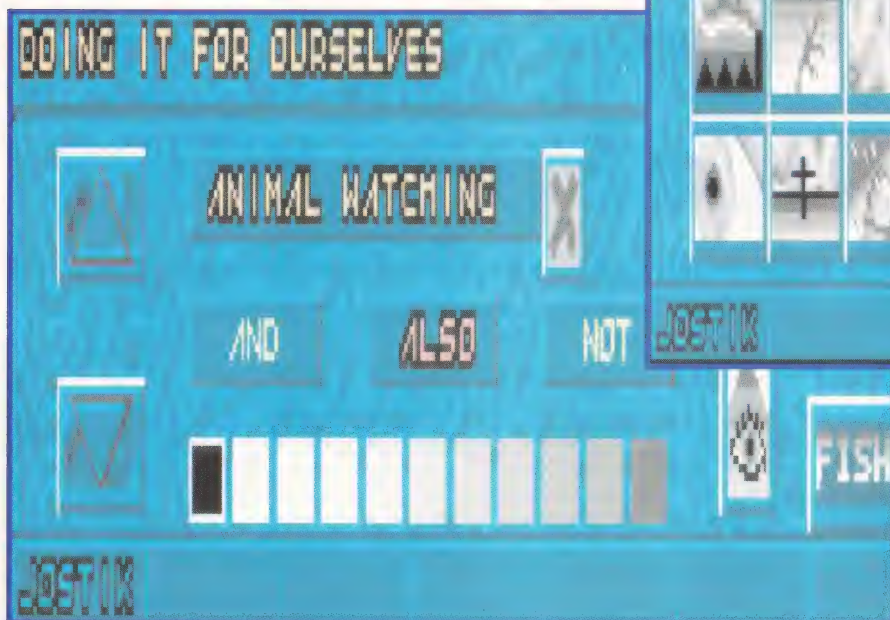 DOING IT FOR OURSELVES
ANIMAL WATCHING X
AND ALSO NOT
JOSTIK
FISH
JOSTIK